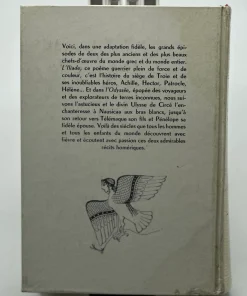 Voici, dans une adaptation fidèle, les grands épi-
sodes de deux des plus anciens et des plus beaux
chefs-d'œuvre du monde grec et du monde entier.
L'Iliade, ce poème guerrier plein de force et de
couleur, c'est l'histoire du siège de Troie et de
ses inoubliables héros, Achille, Hector, Patrocle,
Hélène... Et dans l'Odyssée, épopée des voyageurs
et des explorateurs de terres inconnues, nous sui-
vons l'astucieux et le divin Ulysse de Circé l'en-
chanteresse à Nausicaa aux bras blancs, jusqu'à
son retour vers Télémaque son fils et Pénélope sa
fidèle épouse. Voilà des siècles que tous les hommes
et tous les enfants du monde découvrent avec
fièvre et écoutent avec passion ces deux admirables
récits homériques.